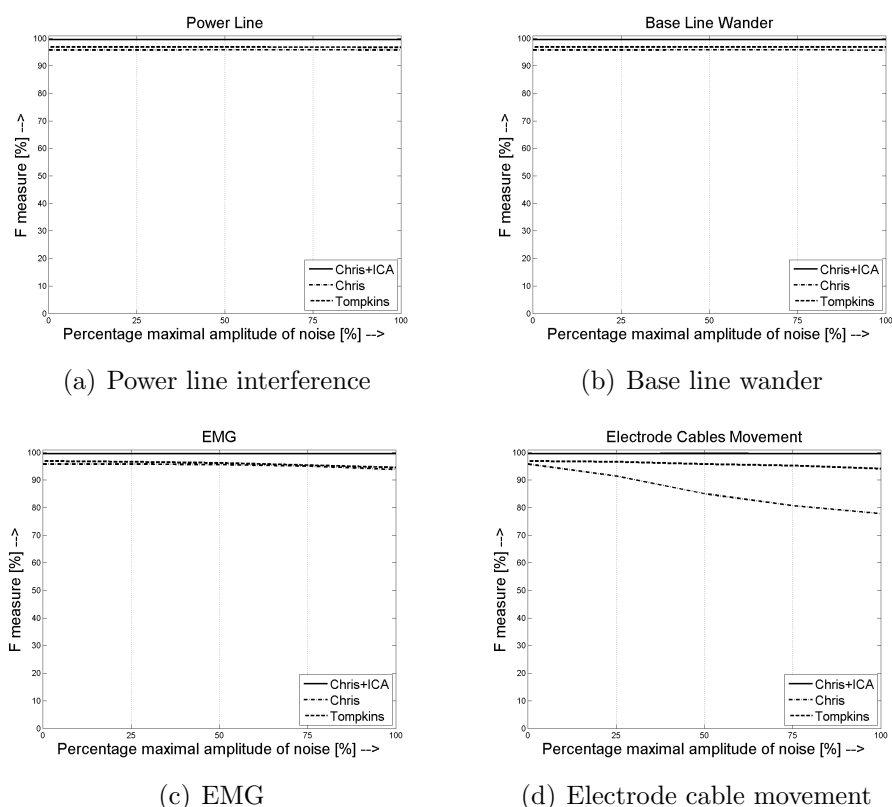 Power Line
100
90
80
70
60
50
40
30
20
10
0
F measure [%] -->
Chris+ICA
Chris
Tompkins
0 25 50 75 100
Percentage maximal amplitude of noise [%] -->
(a) Power line interference
Base Line Wander
100
90
80
70
60
50
40
30
20
10
0
F measure [%] -->
Chris+ICA
Chris
Tompkins
0 25 50 75 100
Percentage maximal amplitude of noise [%] -->
(b) Base line wander
EMG
100
90
80
70
60
50
40
30
20
10
0
F measure [%] -->
Chris+ICA
Chris
Tompkins
0 25 50 75 100
Percentage maximal amplitude of noise [%] -->
(c) EMG
Electrode Cables Movement
100
90
80
70
60
50
40
30
20
10
0
F measure [%] -->
Chris+ICA
Chris
Tompkins
0 25 50 75 100
Percentage maximal amplitude of noise [%] -->
(d) Electrode cable movement